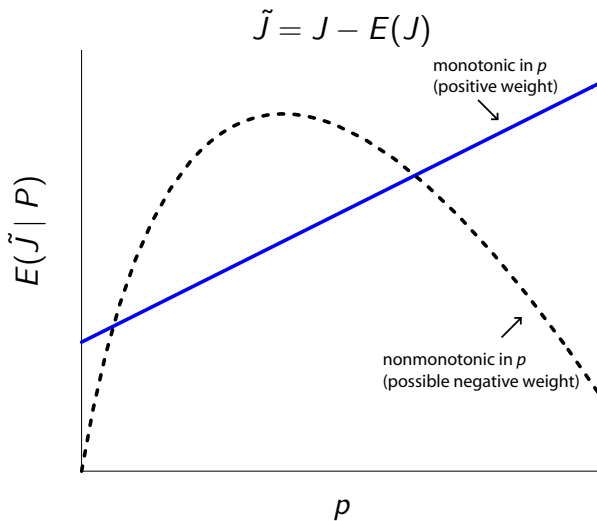 J̃ = J − E(J)
monotonic in p
(positive weight)
E(J̃ | P)
nonmonotonic in p
(possible negative weight)
p